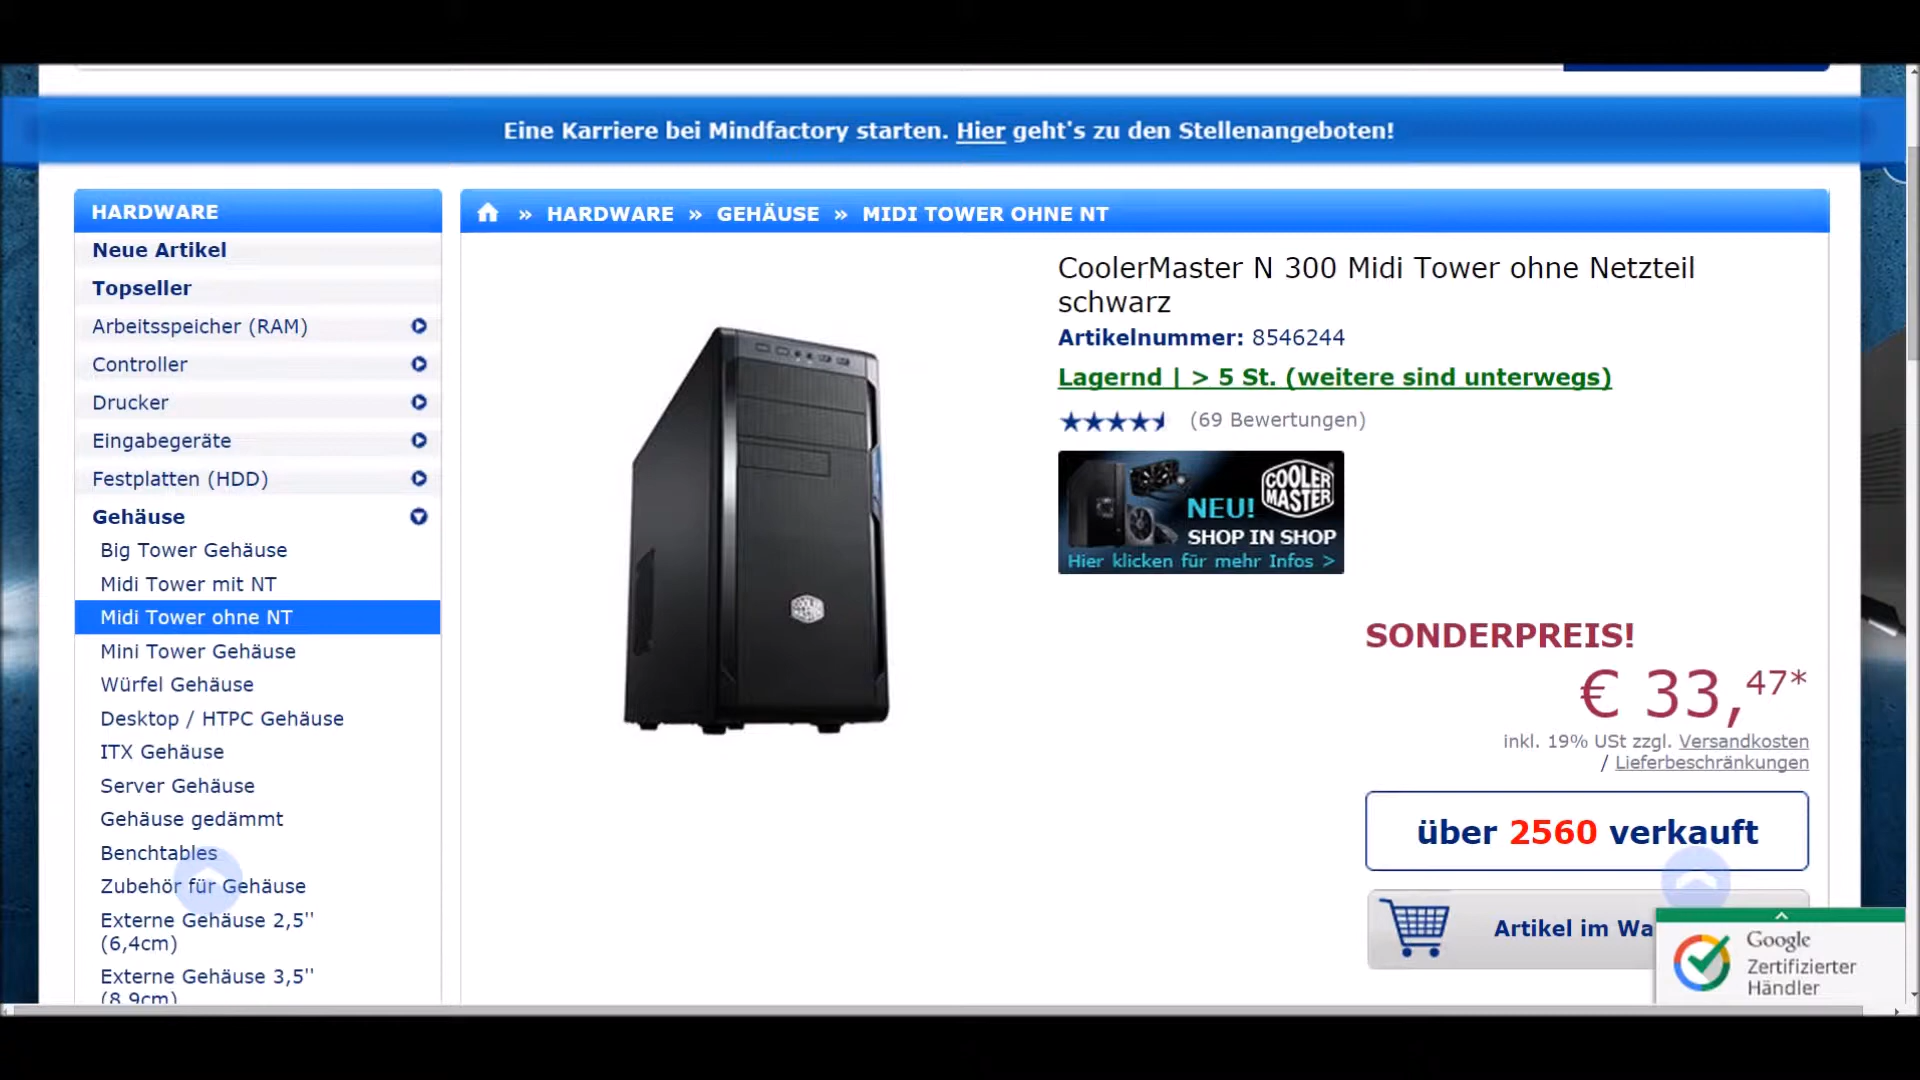 Eine Karriere bei Mindfactory starten. Hier geht's zu den Stellenangeboten!
HARDWARE
Neue Artikel
Topseller
Arbeitsspeicher (RAM)
Controller
Drucker
Eingabegeräte
Festplatten (HDD)
Gehäuse
Big Tower Gehäuse
Midi Tower mit NT
Midi Tower ohne NT
Mini Tower Gehäuse
Würfel Gehäuse
Desktop / HTPC Gehäuse
ITX Gehäuse
Server Gehäuse
Gehäuse gedämmt
Benchtables
Zubehör für Gehäuse
Externe Gehäuse 2,5''
(6,4cm)
Externe Gehäuse 3,5''
(8,9cm)
» HARDWARE » GEHÄUSE » MIDI TOWER OHNE NT
CoolerMaster N 300 Midi Tower ohne Netzteil
schwarz
Artikelnummer: 8546244
Lagernd | > 5 St. (weitere sind unterwegs)
(69 Bewertungen)
COOLER
MASTER
NEU!
SHOP IN SHOP
Hier klicken für mehr Infos >
SONDERPREIS!
€ 33,47*
inkl. 19% USt zzgl. Versandkosten
/ Lieferbeschränkungen
über 2560 verkauft
Artikel im Wa
Google
Zertifizierter
Händler